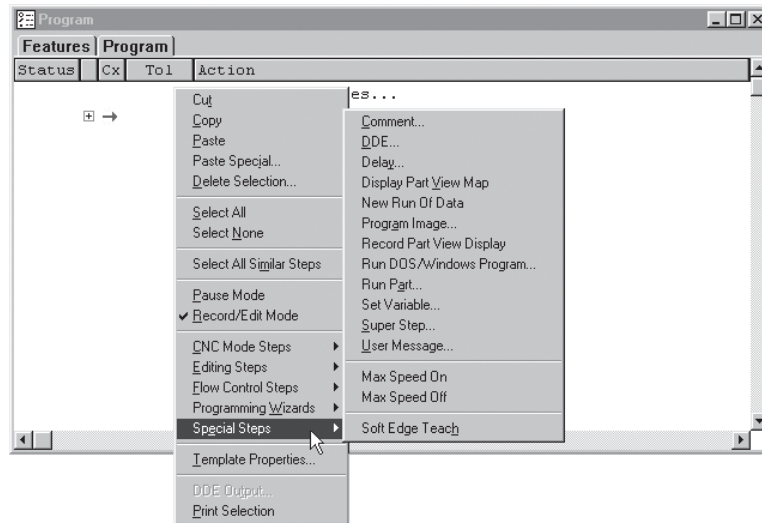 Program
Features Program
Status Cx Tol Action
es...
Cut
Copy
Paste
Paste Special...
Delete Selection...
Select All
Select None
Select All Similar Steps
Pause Mode
Record/Edit Mode
CNC Mode Steps
Editing Steps
Flow Control Steps
Programming Wizards
Special Steps
Template Properties...
DDE Output...
Print Selection
Comment...
DDE...
Delay...
Display Part View Map
New Run Of Data
Program Image...
Record Part View Display
Run DOS/Windows Program...
Run Part...
Set Variable...
Super Step...
User Message...
Max Speed On
Max Speed Off
Soft Edge Teach